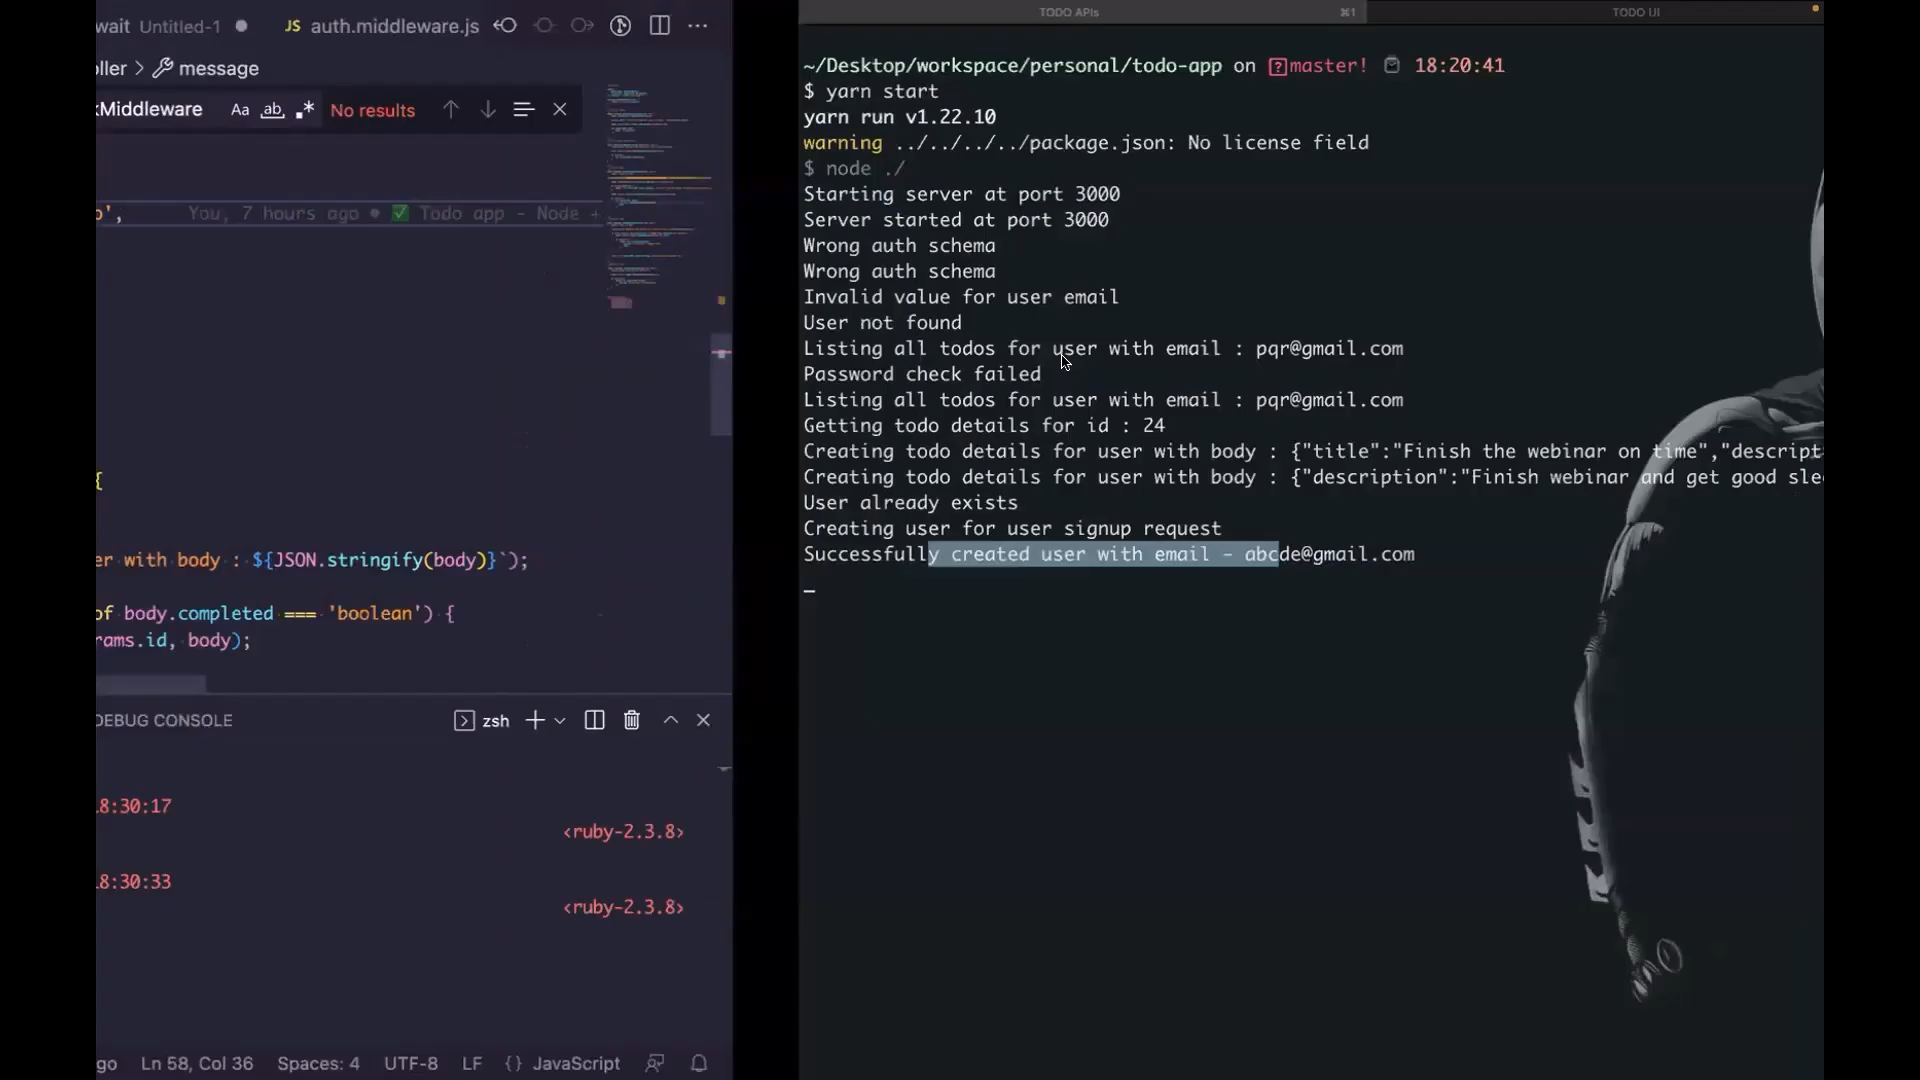 wait Untitled-1 ● JS auth.middleware.js
oller > message
kMiddleware Aa ab .* No results
o', You, 7 hours ago • ✅ Todo app - Node +
{
er with body : ${JSON.stringify(body)}`);
of body.completed === 'boolean') {
rams.id, body);
DEBUG CONSOLE zsh
18:30:17
<ruby-2.3.8>
18:30:33
<ruby-2.3.8>
go Ln 58, Col 36 Spaces: 4 UTF-8 LF {} JavaScript
TODO APIs ⌘1 TODO UI
~/Desktop/workspace/personal/todo-app on [?]master! 18:20:41
$ yarn start
yarn run v1.22.10
warning ../../../../package.json: No license field
$ node ./
Starting server at port 3000
Server started at port 3000
Wrong auth schema
Wrong auth schema
Invalid value for user email
User not found
Listing all todos for user with email : pqr@gmail.com
Password check failed
Listing all todos for user with email : pqr@gmail.com
Getting todo details for id : 24
Creating todo details for user with body : {"title":"Finish the webinar on time","descript
Creating todo details for user with body : {"description":"Finish webinar and get good sle
User already exists
Creating user for user signup request
Successfully created user with email - abcde@gmail.com